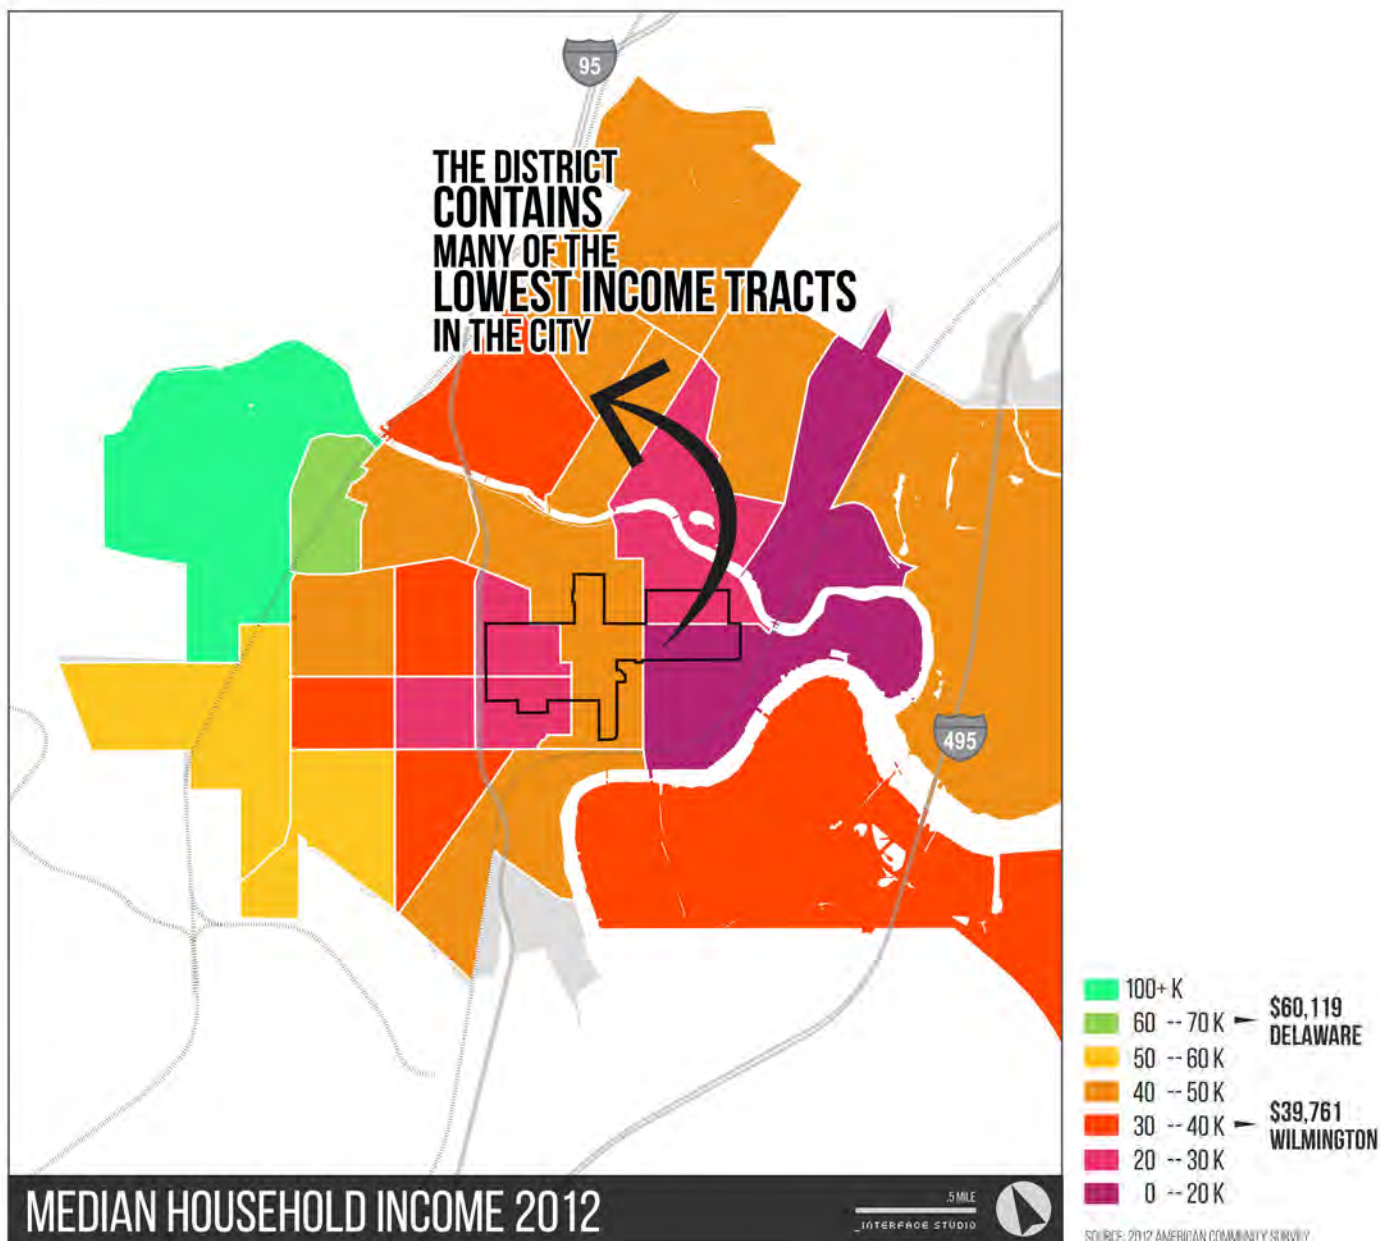 95
THE DISTRICT
CONTAINS
MANY OF THE
LOWEST INCOME TRACTS
IN THE CITY
495
100+ K
60 -- 70 K
$60,119
DELAWARE
50 -- 60 K
40 -- 50 K
30 -- 40 K
$39,761
WILMINGTON
20 -- 30 K
0 -- 20 K
MEDIAN HOUSEHOLD INCOME 2012
.5 MILE
_INTERFACE STUDIO
SOURCE: 2012 AMERICAN COMMUNITY SURVEY